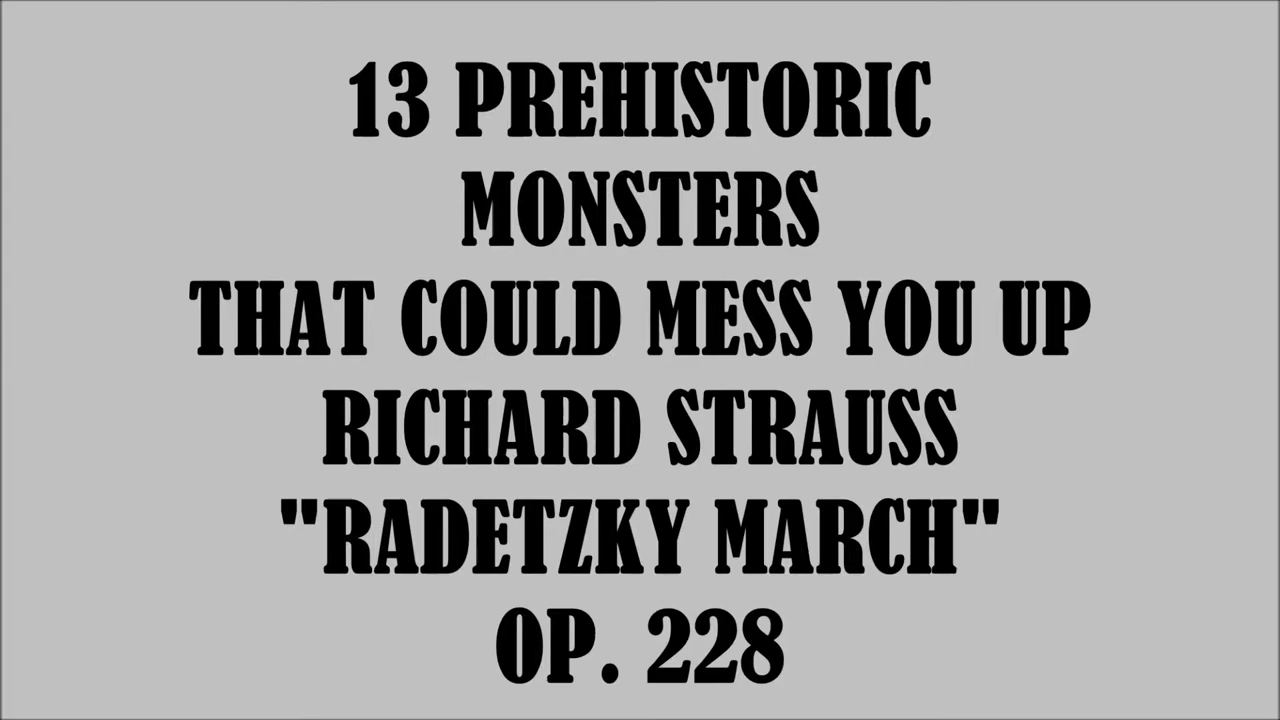 13 PREHISTORIC
MONSTERS
THAT COULD MESS YOU UP
RICHARD STRAUSS
"RADETZKY MARCH"
OP. 228